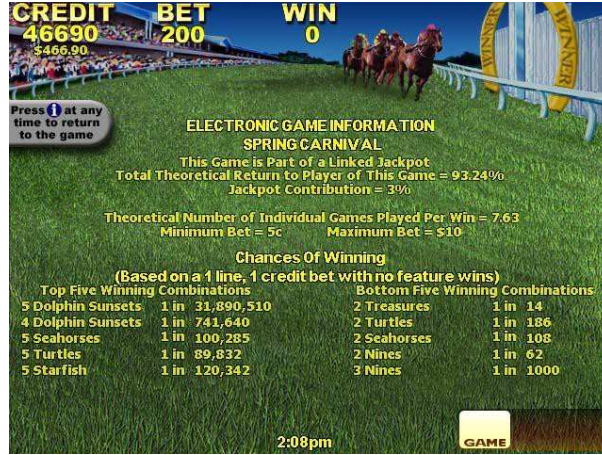 CREDIT BET WIN
46690 200 0
$466.90
WINNER
WINNER
Press i at any
time to return
to the game
ELECTRONIC GAME INFORMATION
SPRING CARNIVAL
This Game is Part of a Linked Jackpot
Total Theoretical Return to Player of This Game = 93.24%
Jackpot Contribution = 3%
Theoretical Number of Individual Games Played Per Win = 7.63
Minimum Bet = 5c Maximum Bet = $10
Chances Of Winning
(Based on a 1 line, 1 credit bet with no feature wins)
Top Five Winning Combinations Bottom Five Winning Combinations
5 Dolphin Sunsets 1 in 31,890,510 2 Treasures 1 in 14
4 Dolphin Sunsets 1 in 741,640 2 Turtles 1 in 186
5 Seahorses 1 in 100,285 2 Seahorses 1 in 108
5 Turtles 1 in 89,832 2 Nines 1 in 62
5 Starfish 1 in 120,342 3 Nines 1 in 1000
2:08pm
GAME